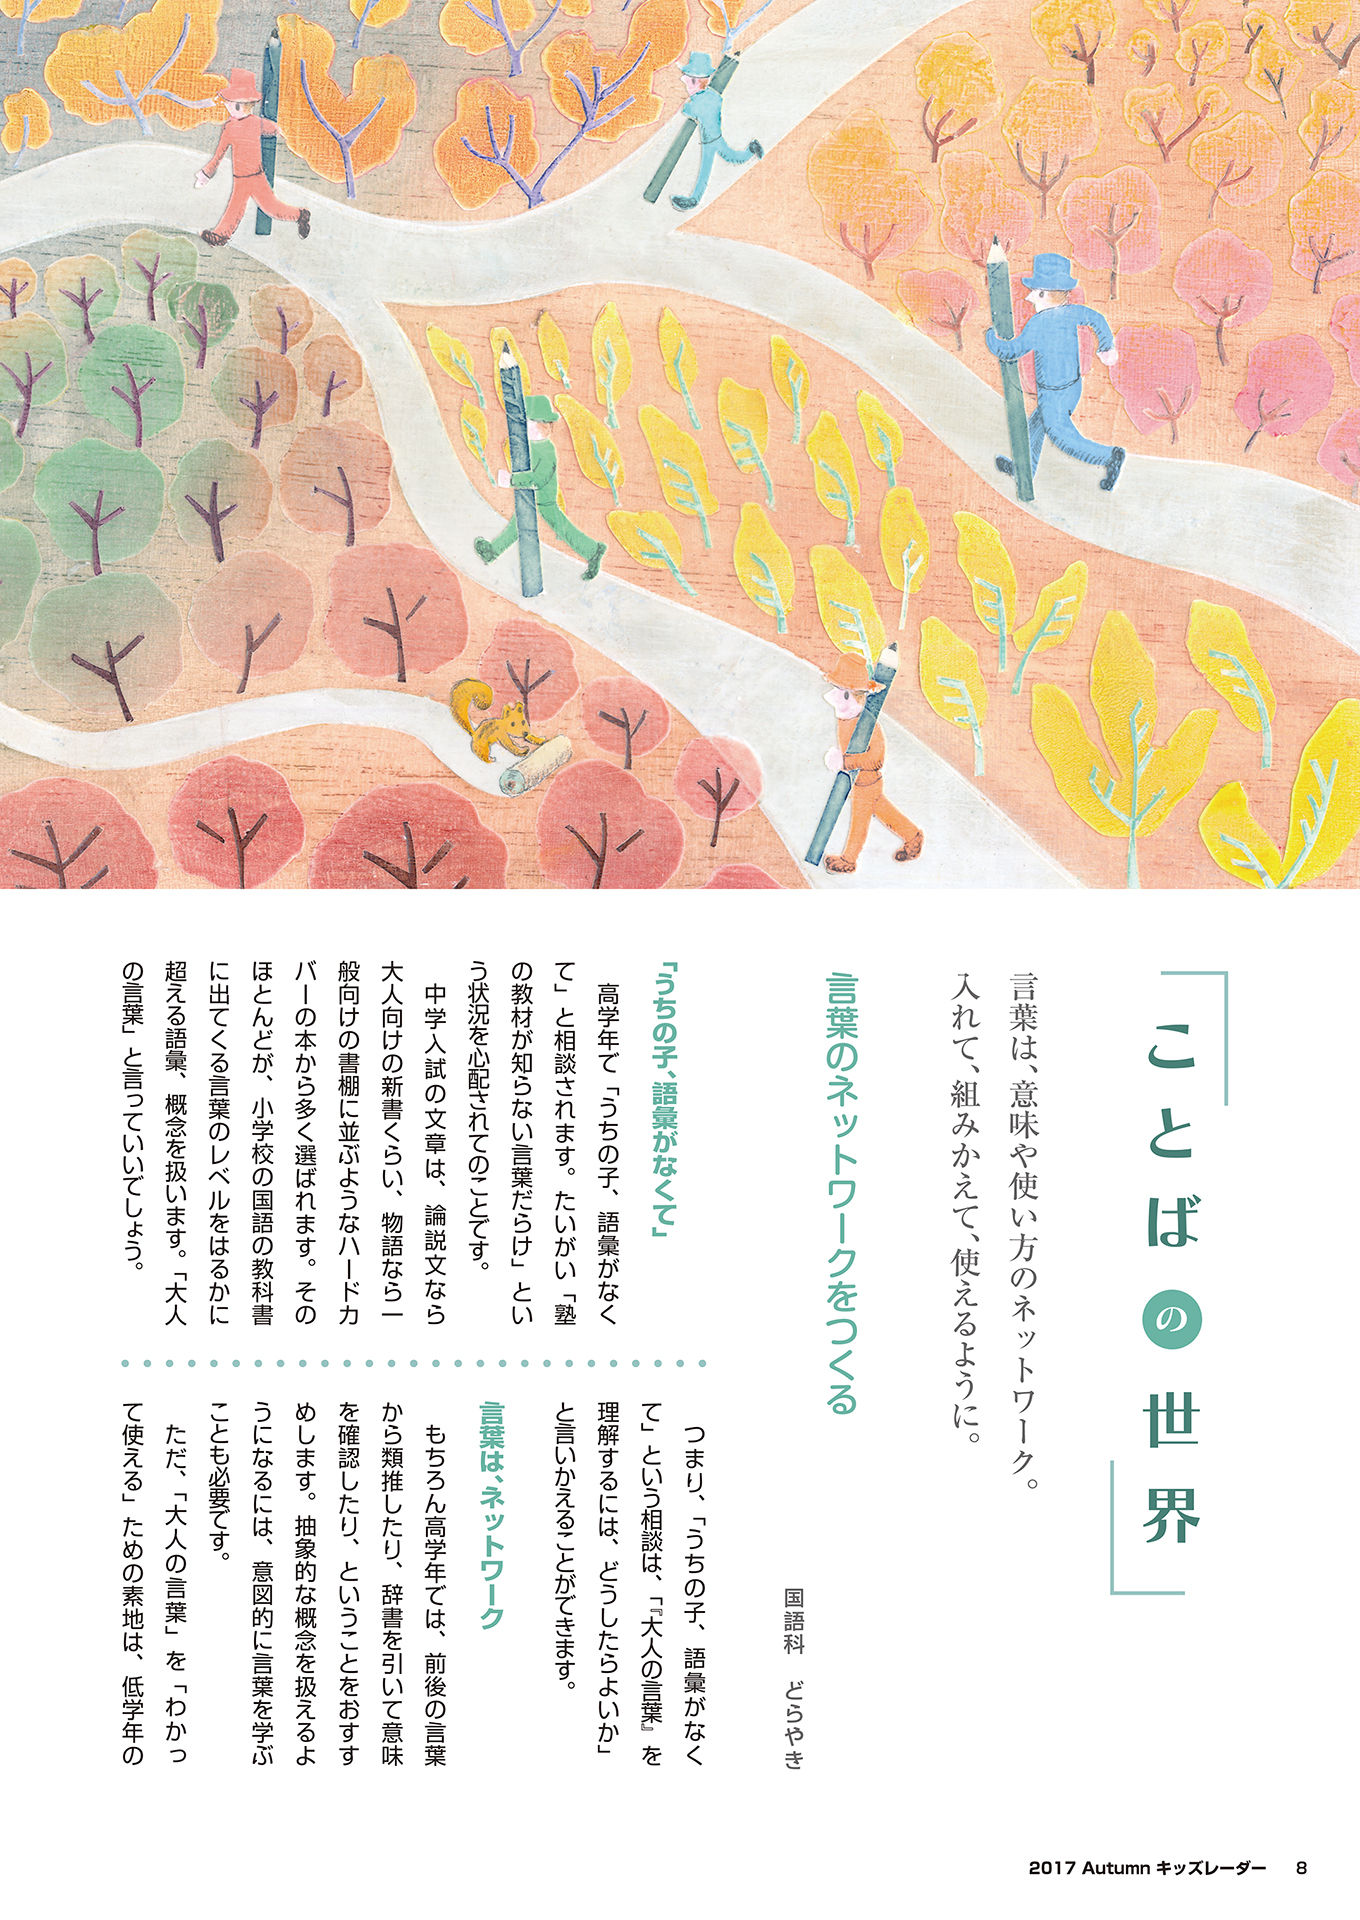 ことばの世界
言葉は、意味や使い方のネットワーク。
入れて、組みかえて、使えるように。
言葉のネットワークをつくる
国語科　どらやき
「うちの子、語彙がなくて」
　高学年で「うちの子、語彙がなく
て」と相談されます。たいがい「塾
の教材が知らない言葉だらけ」とい
う状況を心配されてのことです。
　中学入試の文章は、論説文なら
大人向けの新書くらい、物語なら一
般向けの書棚に並ぶようなハードカ
バーの本から多く選ばれます。その
ほとんどが、小学校の国語の教科書
に出てくる言葉のレベルをはるかに
超える語彙、概念を扱います。「大人
の言葉」と言っていいでしょう。
　つまり、「うちの子、語彙がなく
て」という相談は、「『大人の言葉』を
理解するには、どうしたらよいか」
と言いかえることができます。
言葉は、ネットワーク
　もちろん高学年では、前後の言葉
から類推したり、辞書を引いて意味
を確認したり、ということをおすす
めします。抽象的な概念を扱えるよ
うになるには、意図的に言葉を学ぶ
ことも必要です。
　ただ、「大人の言葉」を「わかっ
て使える」ための素地は、低学年の
2017 Autumn キッズレーダー　8